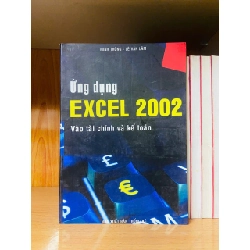 Ứng dụng
EXCEL 2002
Vào tài chính và kế toán